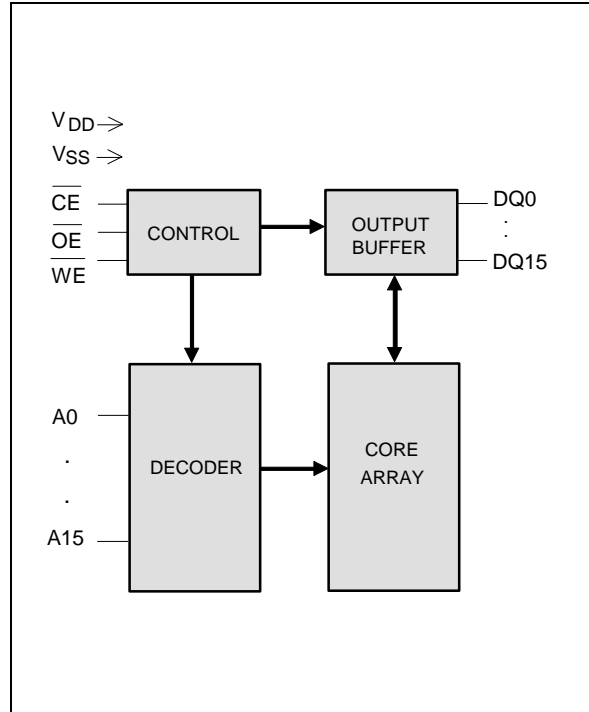 VDD
VSS
CE
OE
WE
CONTROL
OUTPUT
BUFFER
DQ0
.
.
DQ15
A0
.
.
A15
DECODER
CORE
ARRAY